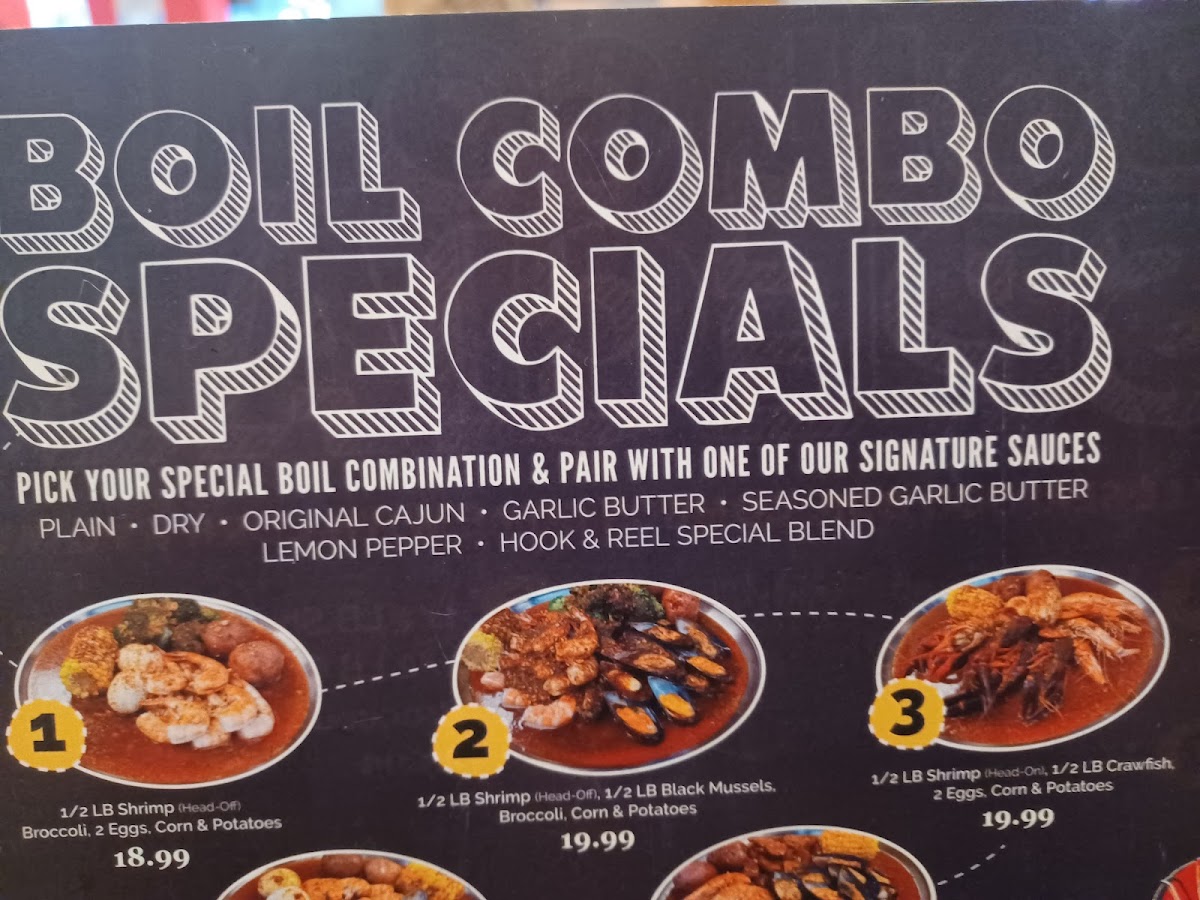 BOIL COMBO
SPECIALS
PICK YOUR SPECIAL BOIL COMBINATION & PAIR WITH ONE OF OUR SIGNATURE SAUCES
PLAIN • DRY • ORIGINAL CAJUN • GARLIC BUTTER • SEASONED GARLIC BUTTER
LEMON PEPPER • HOOK & REEL SPECIAL BLEND
1
1/2 LB Shrimp (Head-Off)
Broccoli, 2 Eggs, Corn & Potatoes
18.99
2
1/2 LB Shrimp (Head-Off), 1/2 LB Black Mussels,
Broccoli, Corn & Potatoes
19.99
3
1/2 LB Shrimp (Head-On), 1/2 LB Crawfish,
2 Eggs, Corn & Potatoes
19.99